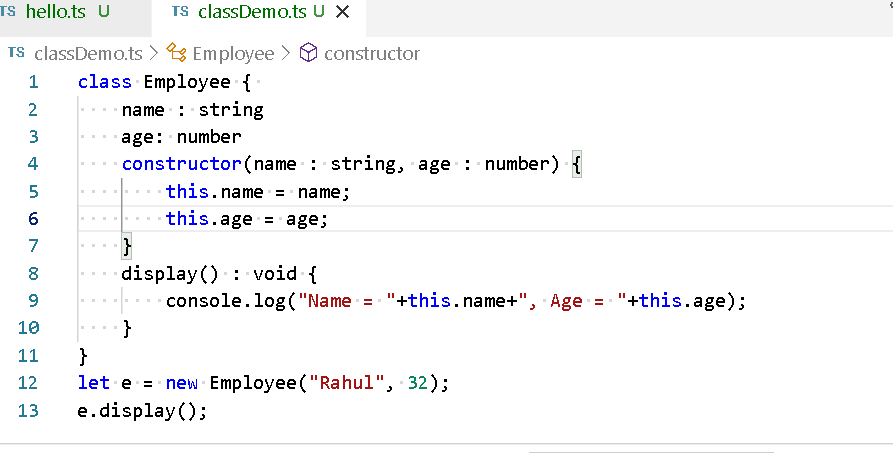 TS hello.ts U TS classDemo.ts U
TS classDemo.ts > Employee > constructor
1 class Employee {
2 name : string
3 age: number
4 constructor(name : string, age : number) {
5 this.name = name;
6 this.age = age;
7 }
8 display() : void {
9 console.log("Name = "+this.name+", Age = "+this.age);
10 }
11 }
12 let e = new Employee("Rahul", 32);
13 e.display();